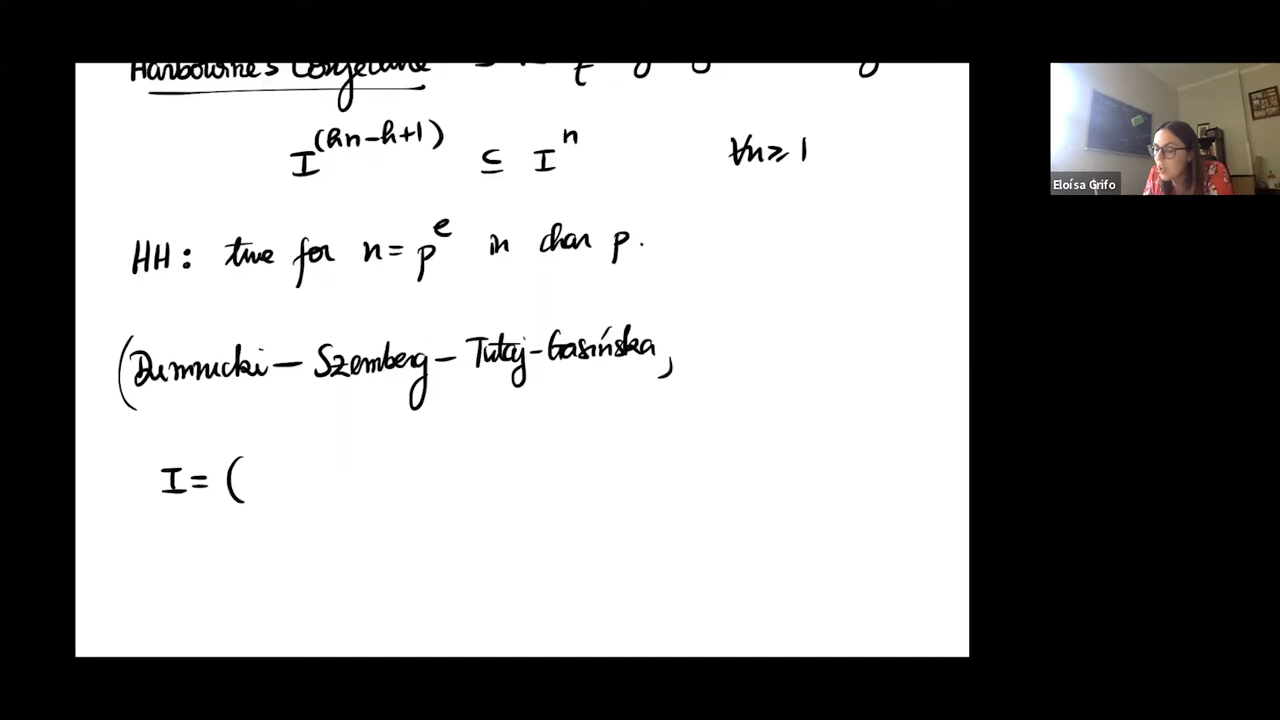 Harbourne's Conjecture
I^(hn-h+1) ⊆ I^n ∀n≥1
HH: true for n=p^e in char p.
(Dumnicki – Szemberg – Tutaj-Gasińska,
I= (
Eloísa Grifo